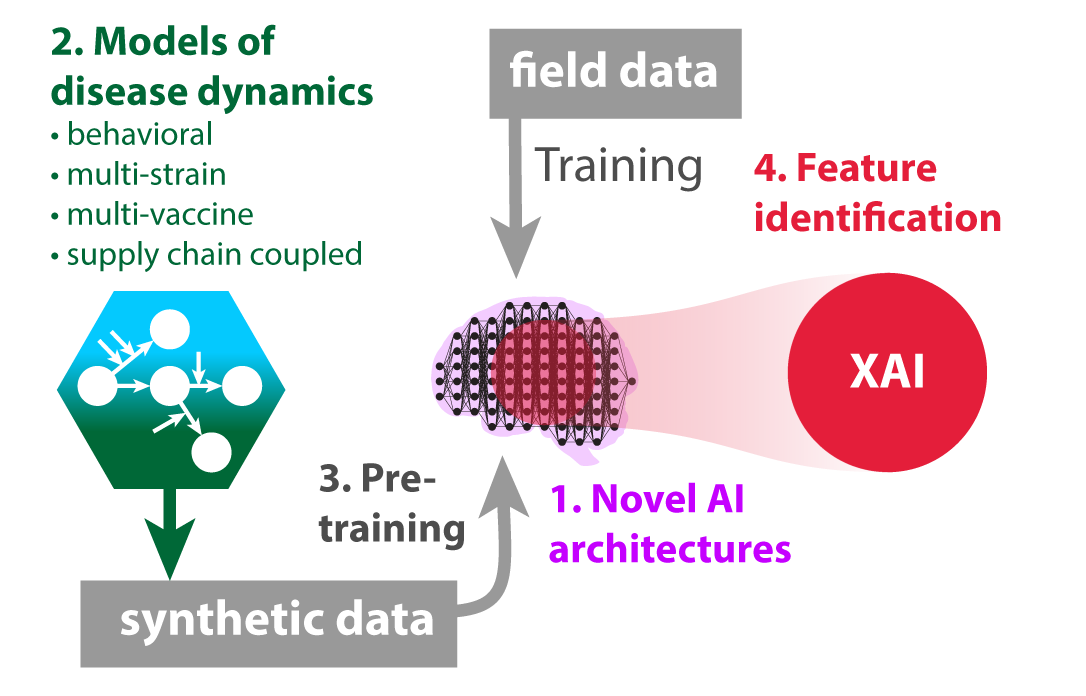 2. Models of
disease dynamics
• behavioral
• multi-strain
• multi-vaccine
• supply chain coupled
field data
Training
4. Feature
identification
XAI
3. Pre-
training
1. Novel AI
architectures
synthetic data